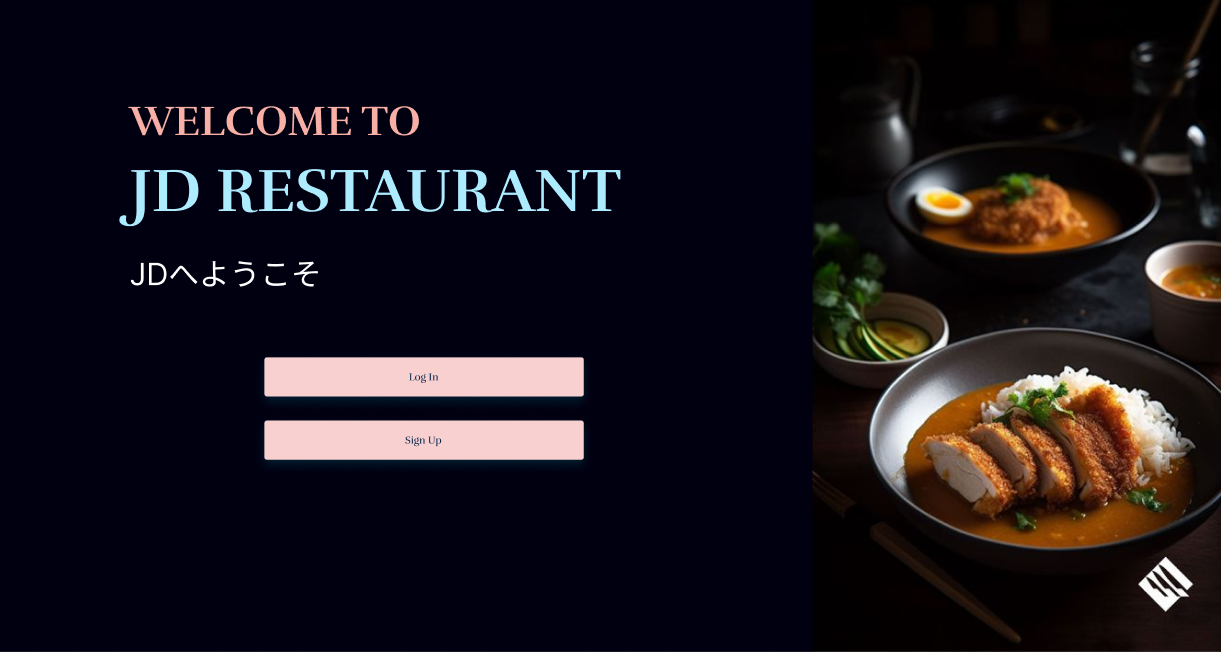 WELCOME TO
JD RESTAURANT
JDへようこそ
Log In
Sign Up